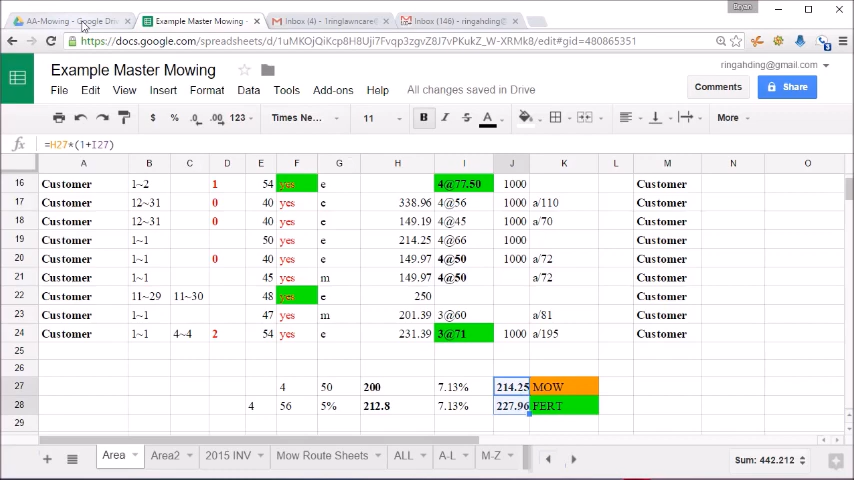 Bryan
AA-Mowing - Google Dri
Example Master Mowing -
Inbox (4) - 1ringlawncare@
Inbox (146) - ringahding@
https://docs.google.com/spreadsheets/d/1uMKOjQiKcp8H8Uji7Fvqp3zgvZ8J7vPKukZ_W-XRMk8/edit#gid=480865351
3
Example Master Mowing
ringahding@gmail.com
File Edit View Insert Format Data Tools Add-ons Help All changes saved in Drive
Comments Share
$ % .0 .00 123 Times Ne... 11 B I S A More
fx =H27*(1+I27)
A B C D E F G H I J K L M N O
16 Customer 1~2 1 54 yes e 4@77.50 1000 Customer
17 Customer 12~31 0 40 yes e 338.96 4@56 1000 a/110 Customer
18 Customer 12~31 0 40 yes e 149.19 4@45 1000 a/70 Customer
19 Customer 1~1 50 yes e 214.25 4@66 1000 Customer
20 Customer 1~1 0 40 yes e 149.97 4@50 1000 a/72 Customer
21 Customer 1~1 45 yes m 149.97 4@50 a/72 Customer
22 Customer 11~29 11~30 48 yes e 250 Customer
23 Customer 1~1 47 yes m 201.39 3@60 a/81 Customer
24 Customer 1~1 4~4 2 54 yes e 231.39 3@71 1000 a/195 Customer
25
26
27 4 50 200 7.13% 214.25 MOW
28 4 56 5% 212.8 7.13% 227.96 FERT
29
Area Area2 2015 INV Mow Route Sheets ALL A-L M-Z Sum: 442.212